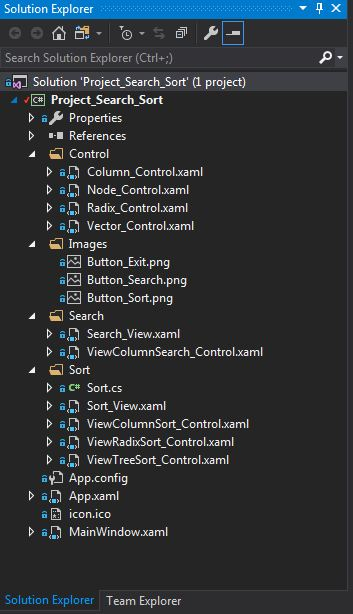 Solution Explorer
Search Solution Explorer (Ctrl+;)
Solution 'Project_Search_Sort' (1 project)
C# Project_Search_Sort
Properties
References
Control
Column_Control.xaml
Node_Control.xaml
Radix_Control.xaml
Vector_Control.xaml
Images
Button_Exit.png
Button_Search.png
Button_Sort.png
Search
Search_View.xaml
ViewColumnSearch_Control.xaml
Sort
C# Sort.cs
Sort_View.xaml
ViewColumnSort_Control.xaml
ViewRadixSort_Control.xaml
ViewTreeSort_Control.xaml
App.config
App.xaml
icon.ico
MainWindow.xaml
Solution Explorer Team Explorer